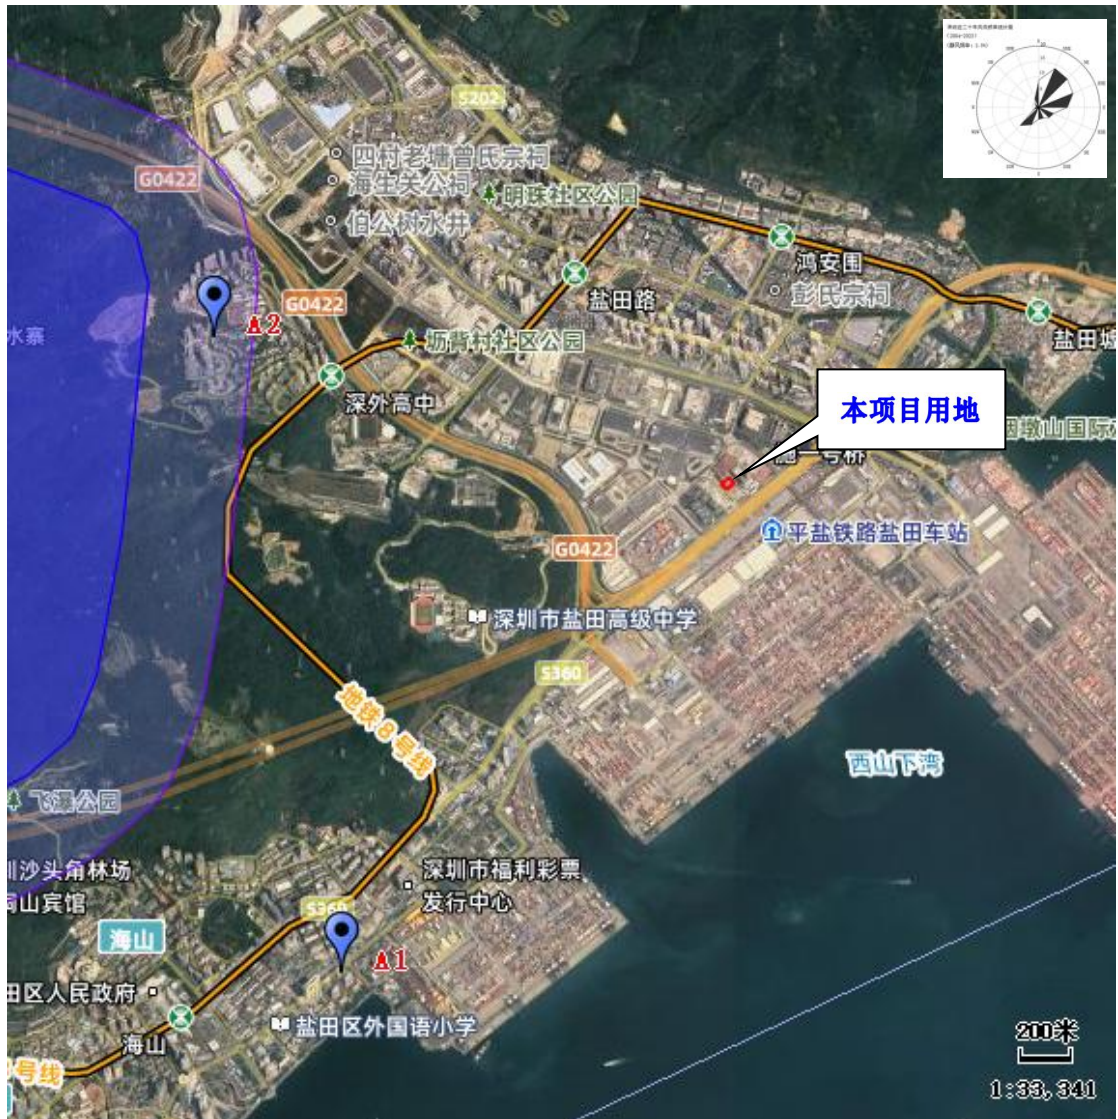 S202
G0422
四村老墙曾氏宗祠
海生关公祠
明珠社区公园
伯公树水井
鸿安围
G0422
盐田路
彭氏宗祠
水寨
2
坜背村社区公园
盐田
深外高中
本项目用地
一号桥
平盐铁路盐田车站
G0422
深圳市盐田高级中学
S360
地铁8号线
西山下湾
飞瀑公园
沙头角林场
山宾馆
深圳市福利彩票
发行中心
S360
海山
1
田区人民政府
盐田区外国语小学
海山
号线
200米
1:33,341